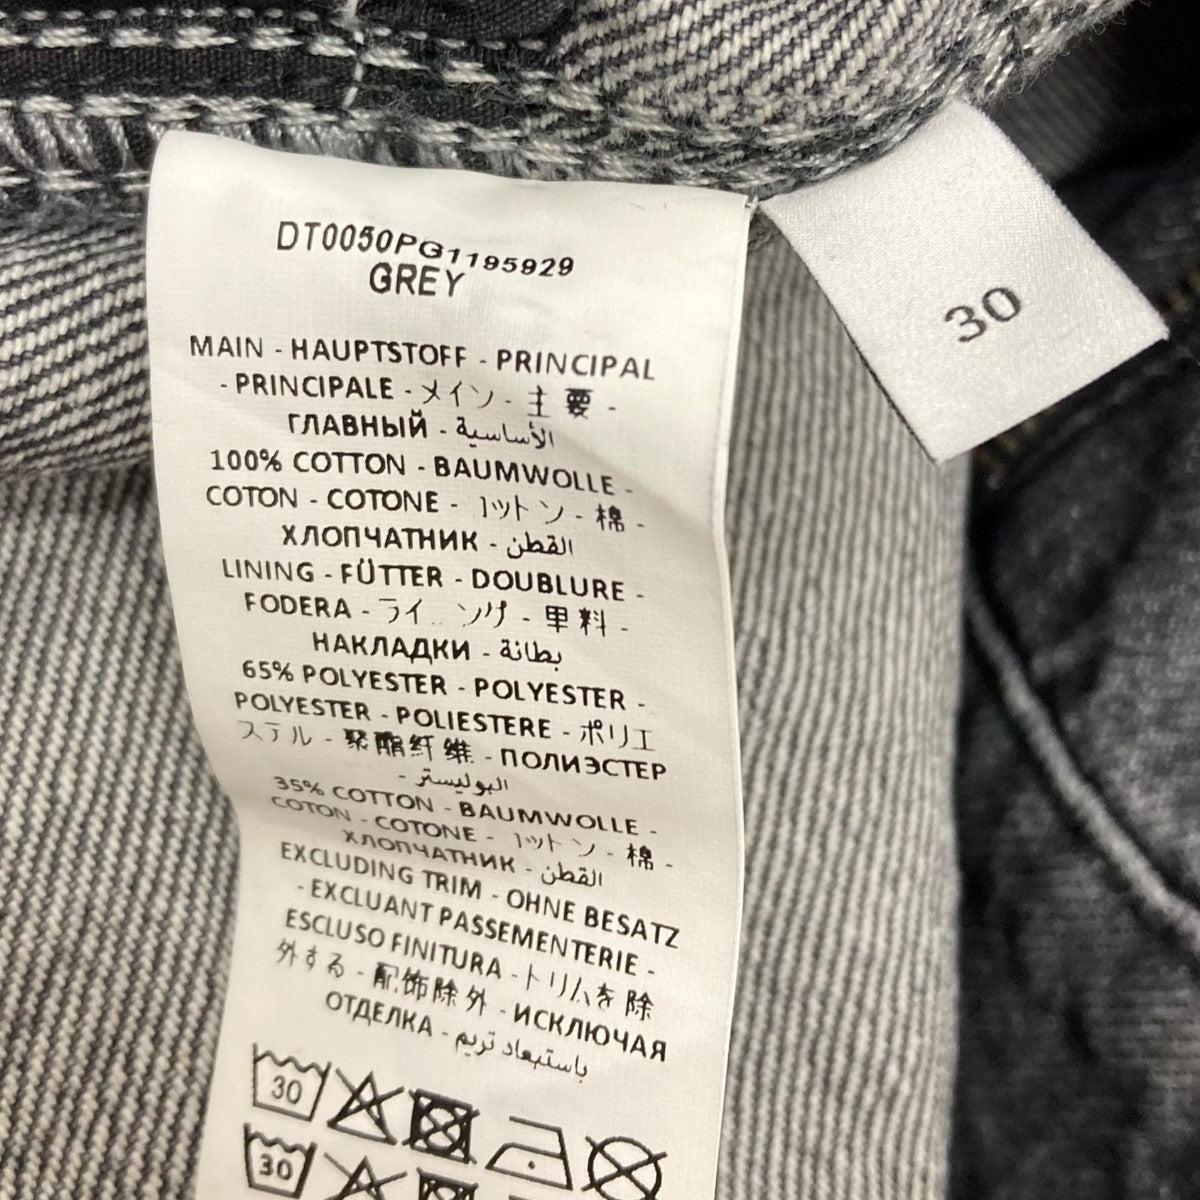 DT0050PG1195929
GREY
MAIN - HAUPTSTOFF - PRINCIPAL
- PRINCIPALE - メイン - 主要 -
ГЛАВНЫЙ - الأساسية
100% COTTON - BAUMWOLLE -
COTON - COTONE - コットン - 棉 -
ХЛОПЧАТНИК - القطن
LINING - FÜTTER - DOUBLURE -
FODERA - ライ ング - 里料 -
НАКЛАДКИ - بطانة
65% POLYESTER - POLYESTER -
POLYESTER - POLIESTERE - ポリエ
ステル - 聚酯纤维 - ПОЛИЭСТЕР
- البوليستر
35% COTTON - BAUMWOLLE -
COTON - COTONE - コットン - 棉 -
ХЛОПЧАТНИК - القطن
EXCLUDING TRIM - OHNE BESATZ
- EXCLUANT PASSEMENTERIE -
ESCLUSO FINITURA - トリムを除
外する - 配饰除外 - ИСКЛЮЧАЯ
ОТДЕЛКА - باستبعاد تريم
30
30
30